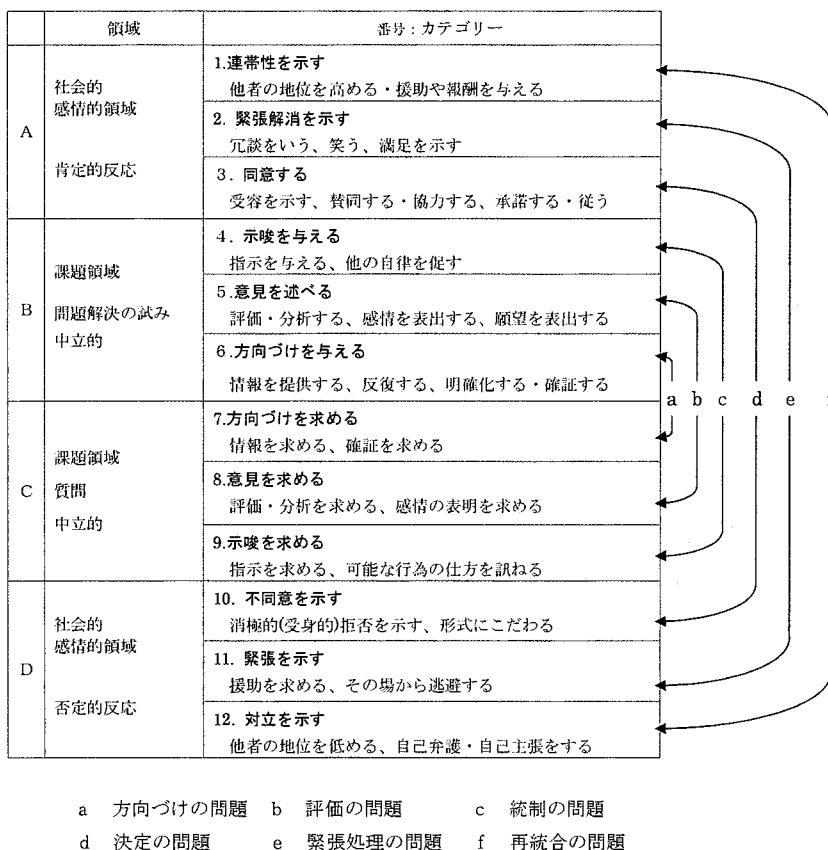 領域 番号：カテゴリー
A
社会的
感情的領域
肯定的反応
1.連帯性を示す
他者の地位を高める・援助や報酬を与える
2. 緊張解消を示す
冗談をいう、笑う、満足を示す
3. 同意する
受容を示す、賛同する・協力する、承諾する・従う
B
課題領域
問題解決の試み
中立的
4. 示唆を与える
指示を与える、他の自律を促す
5.意見を述べる
評価・分析する、感情を表出する、願望を表出する
6.方向づけを与える
情報を提供する、反復する、明確化する・確証する
C
課題領域
質問
中立的
7.方向づけを求める
情報を求める、確証を求める
8.意見を求める
評価・分析を求める、感情の表明を求める
9.示唆を求める
指示を求める、可能な行為の仕方を訊ねる
D
社会的
感情的領域
否定的反応
10. 不同意を示す
消極的(受身的)拒否を示す、形式にこだわる
11. 緊張を示す
援助を求める、その場から逃避する
12. 対立を示す
他者の地位を低める、自己弁護・自己主張をする
a b c d e
a 方向づけの問題 b 評価の問題 c 統制の問題
d 決定の問題 e 緊張処理の問題 f 再統合の問題